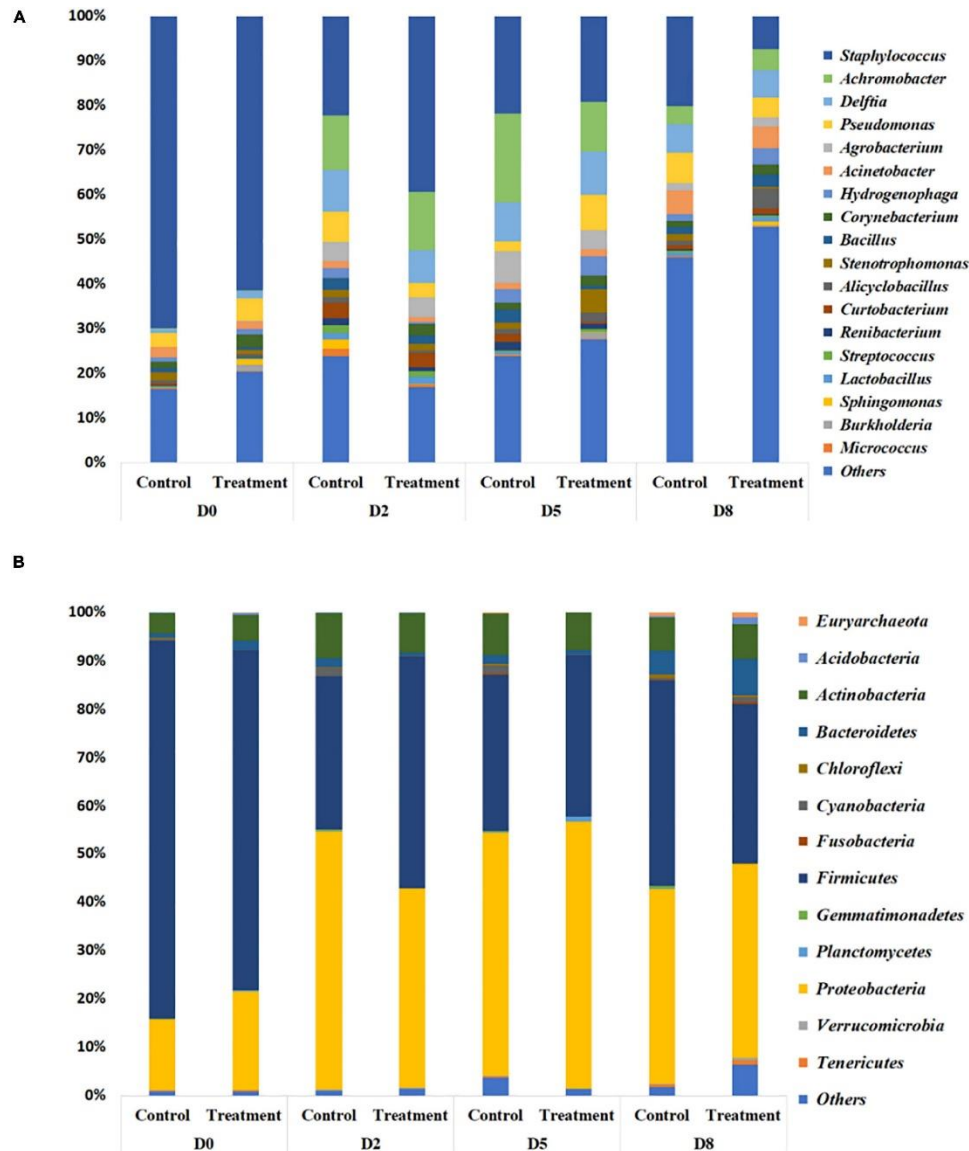 A
100%
90%
80%
70%
60%
50%
40%
30%
20%
10%
0%
Control Treatment Control Treatment Control Treatment Control Treatment
D0 D2 D5 D8
Staphylococcus
Achromobacter
Delftia
Pseudomonas
Agrobacterium
Acinetobacter
Hydrogenophaga
Corynebacterium
Bacillus
Stenotrophomonas
Alicyclobacillus
Curtobacterium
Renibacterium
Streptococcus
Lactobacillus
Sphingomonas
Burkholderia
Micrococcus
Others
B
100%
90%
80%
70%
60%
50%
40%
30%
20%
10%
0%
Control Treatment Control Treatment Control Treatment Control Treatment
D0 D2 D5 D8
Euryarchaeota
Acidobacteria
Actinobacteria
Bacteroidetes
Chloroflexi
Cyanobacteria
Fusobacteria
Firmicutes
Gemmatimonadetes
Planctomycetes
Proteobacteria
Verrucomicrobia
Tenericutes
Others